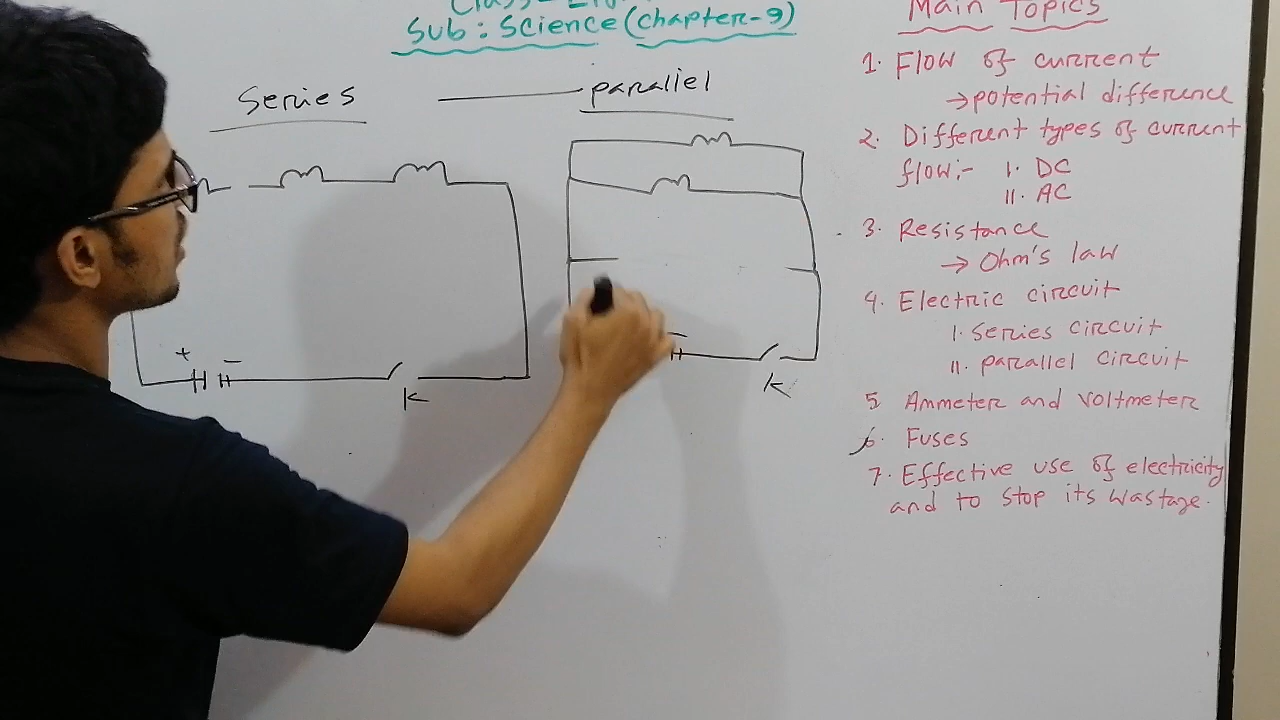 Sub : Science (chapter-9)
Series parallel
+ -
K
-
K
Main Topics
1. Flow of current
→ potential difference
2. Different types of current
flow:- I. DC
II. AC
3. Resistance
→ Ohm's law
4. Electric circuit
I. series circuit
II. parallel circuit
5. Ammeter and voltmeter
6. Fuses
7. Effective use of electricity
and to stop its wastage.